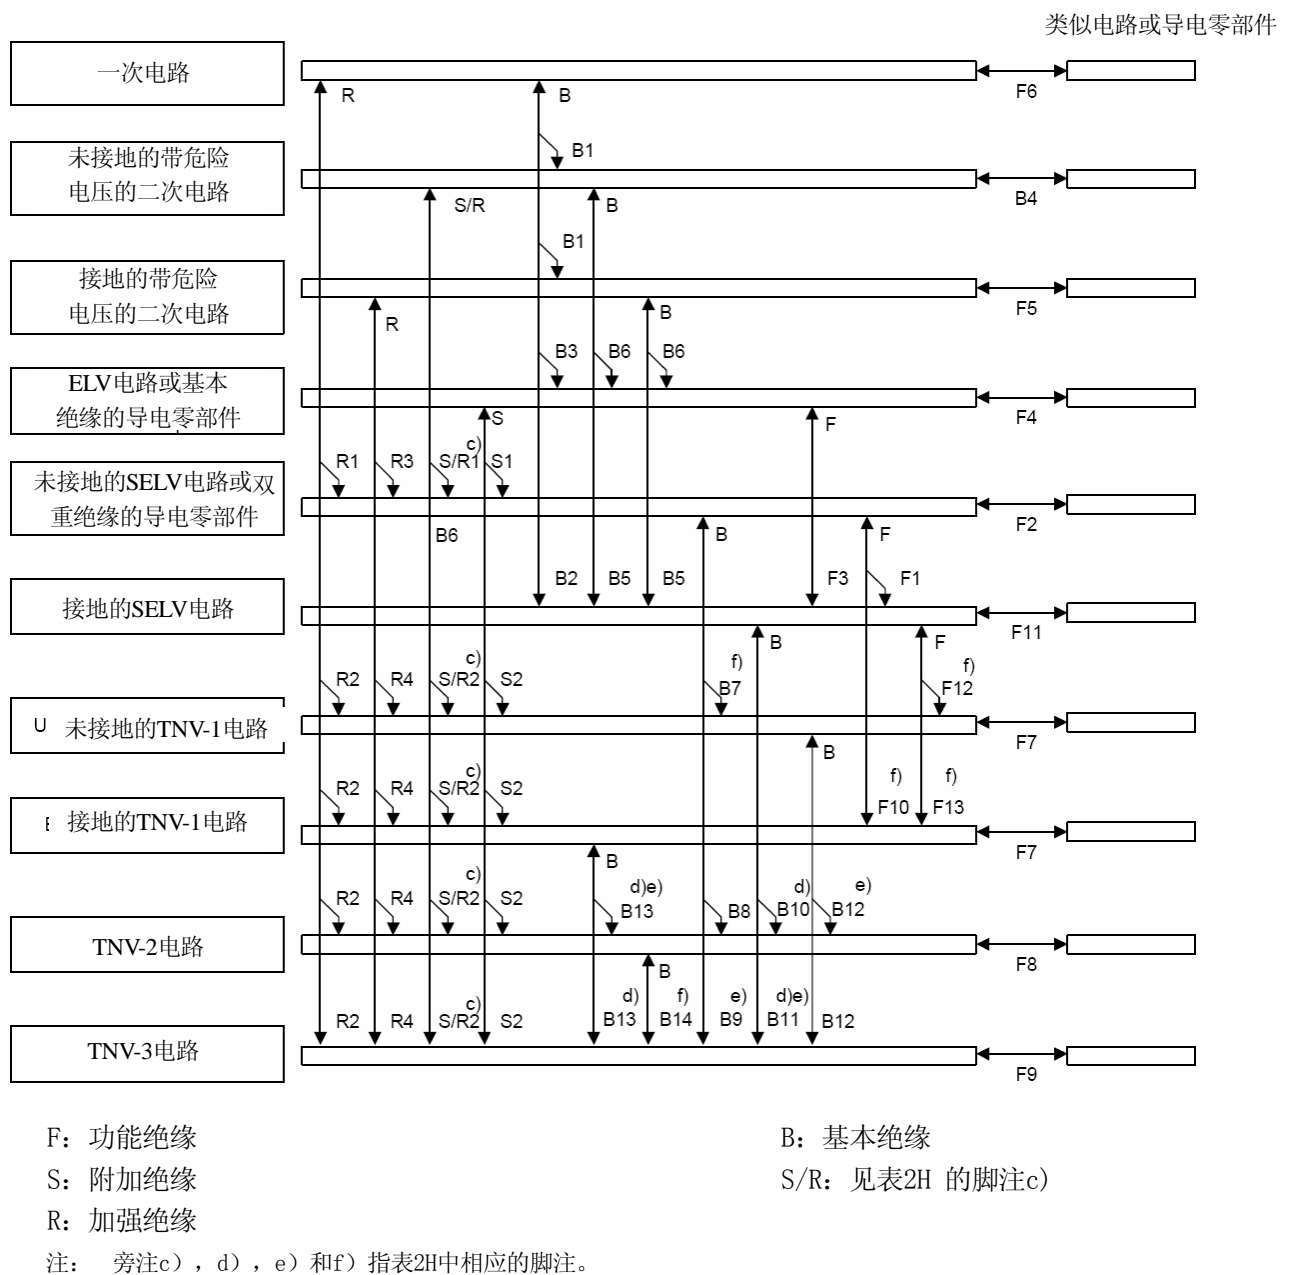 类似电路或导电零部件
一次电路
F6
R
B
B1
未接地的带危险
电压的二次电路
B4
S/R
B
B1
接地的带危险
电压的二次电路
F5
R
B
B3
B6
B6
ELV电路或基本
绝缘的导电零部件
F4
S
F
c)
R1
R3
S/R1
S1
未接地的SELV电路或双
重绝缘的导电零部件
F2
B6
B
F
B2
B5
B5
F3
F1
接地的SELV电路
F11
B
F
c)
f)
f)
R2
R4
S/R2
S2
B7
F12
U 未接地的TNV-1电路
F7
B
c)
f)
f)
R2
R4
S/R2
S2
F10
F13
接地的TNV-1电路
F7
B
c)
d)e)
d)
e)
R2
R4
S/R2
S2
B13
B8
B10
B12
TNV-2电路
F8
B
c)
d)
f)
e)
d)e)
R2
R4
S/R2
S2
B13
B14
B9
B11
B12
TNV-3电路
F9
F：功能绝缘
B：基本绝缘
S：附加绝缘
S/R：见表2H 的脚注c)
R：加强绝缘
注： 旁注c），d），e）和f）指表2H中相应的脚注。